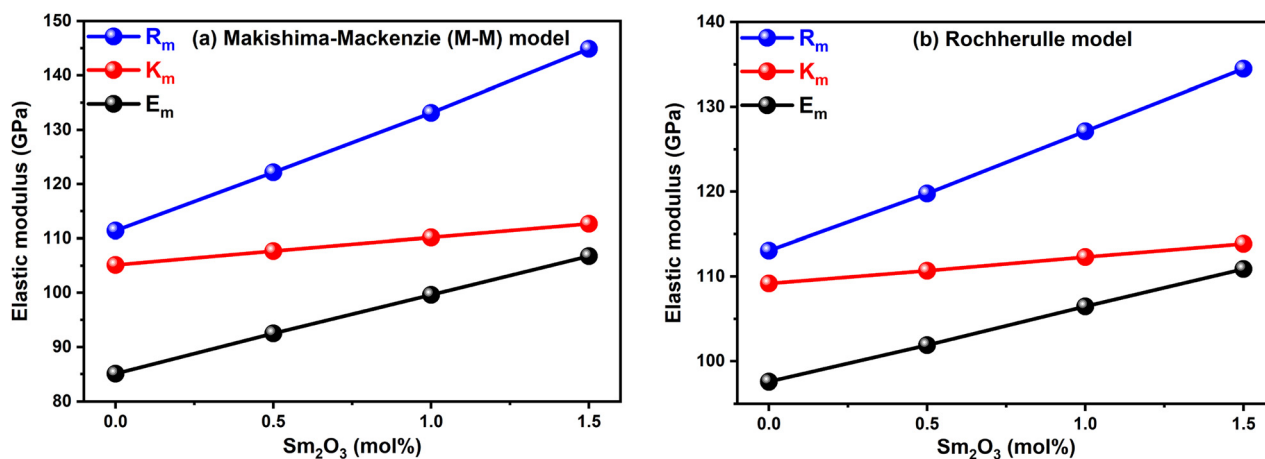 (a) Makishima-Mackenzie (M-M) model
Rₘ
Kₘ
Eₘ
Elastic modulus (GPa)
150
140
130
120
110
100
90
80
0.0 0.5 1.0 1.5
Sm₂O₃ (mol%)
(b) Rochherulle model
Rₘ
Kₘ
Eₘ
Elastic modulus (GPa)
140
130
120
110
100
0.0 0.5 1.0 1.5
Sm₂O₃ (mol%)